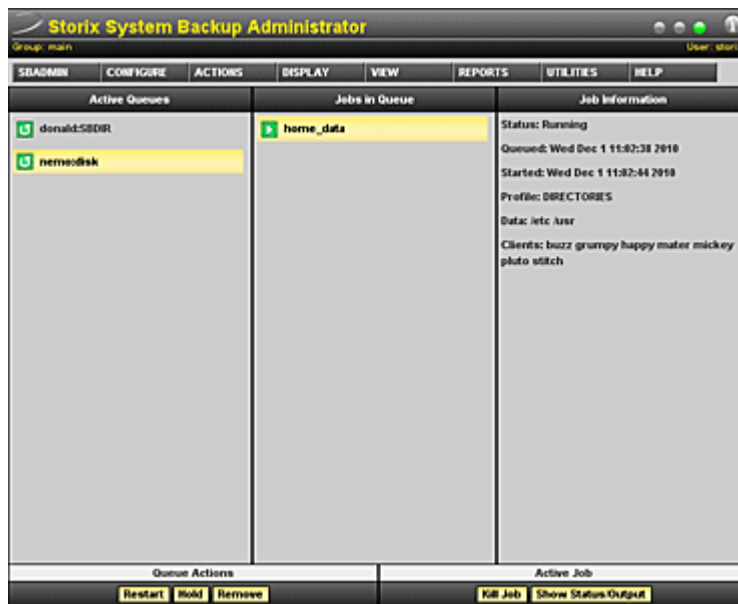 Storix System Backup Administrator
Group: main
User: stori
SBADMIN CONFIGURE ACTIONS DISPLAY VIEW REPORTS UTILITIES HELP
Active Queues
Jobs in Queue
Job Information
donald:SBDIR
nemo:disk
home_data
Status: Running
Queued: Wed Dec 1 11:02:38 2010
Started: Wed Dec 1 11:02:44 2010
Profile: DIRECTORIES
Data: /etc /usr
Clients: buzz grumpy happy mater mickey
pluto stitch
Queue Actions
Active Job
Restart Hold Remove
Kill Job Show Status/Output